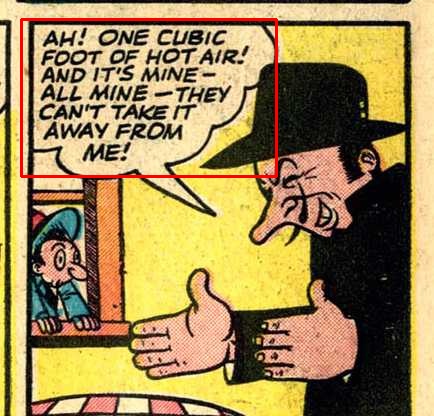 AH! ONE CUBIC
FOOT OF HOT AIR!
AND IT'S MINE -
ALL MINE - THEY
CAN'T TAKE IT
AWAY FROM
ME!